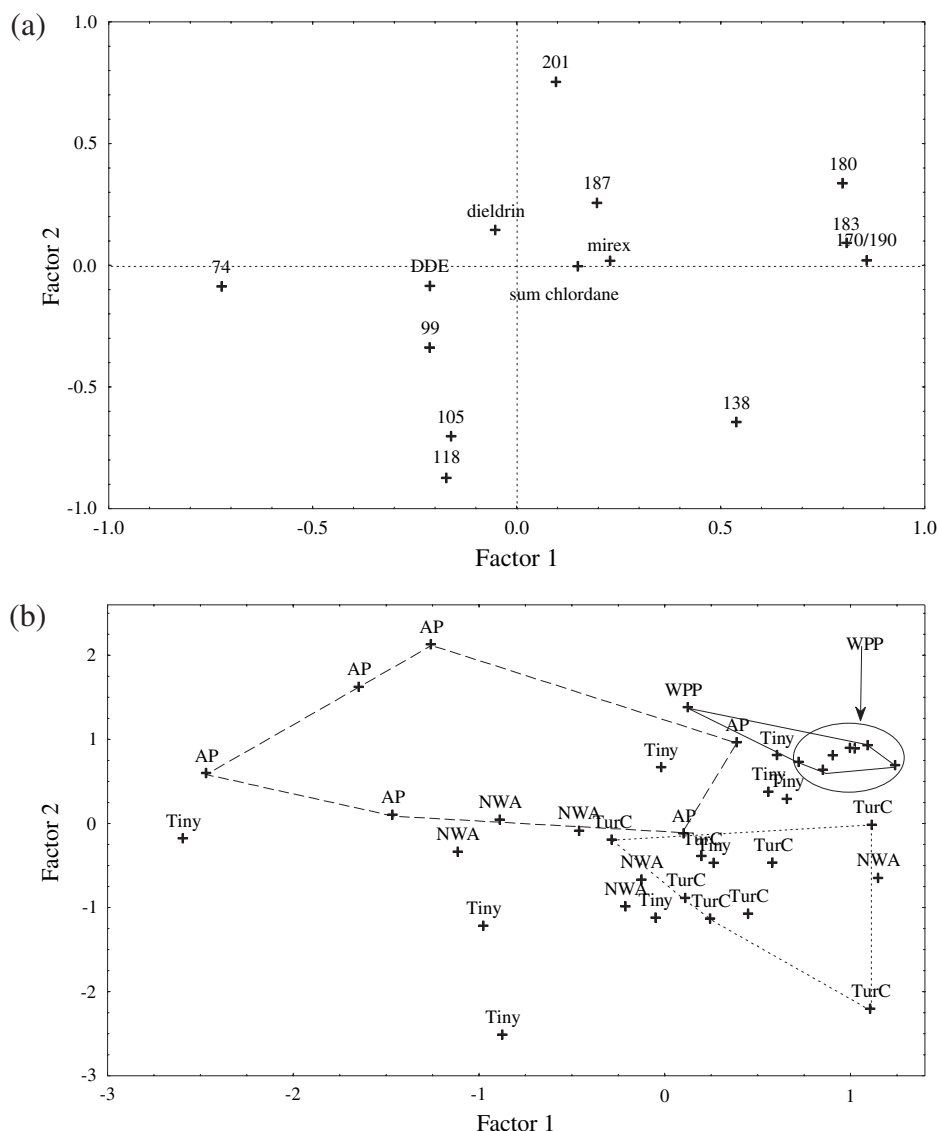 (a)
1.0
0.5
0.0
-0.5
-1.0
Factor 2
201
180
187
183
170/190
dieldrin
mirex
74
DDE
sum chlordane
99
138
105
118
-1.0 -0.5 0.0 0.5 1.0
Factor 1
(b)
2
1
0
-1
-2
-3
Factor 2
AP
WPP
AP
WPP
AP
Tiny
Tiny
AP
Tiny
Tiny
AP
NWA
NWA
AP
TurC
Tiny
NWA
TurC
TurC
Tiny
TurC
NWA
NWA
TurC
NWA
Tiny
TurC
TurC
Tiny
TurC
Tiny
-3 -2 -1 0 1
Factor 1